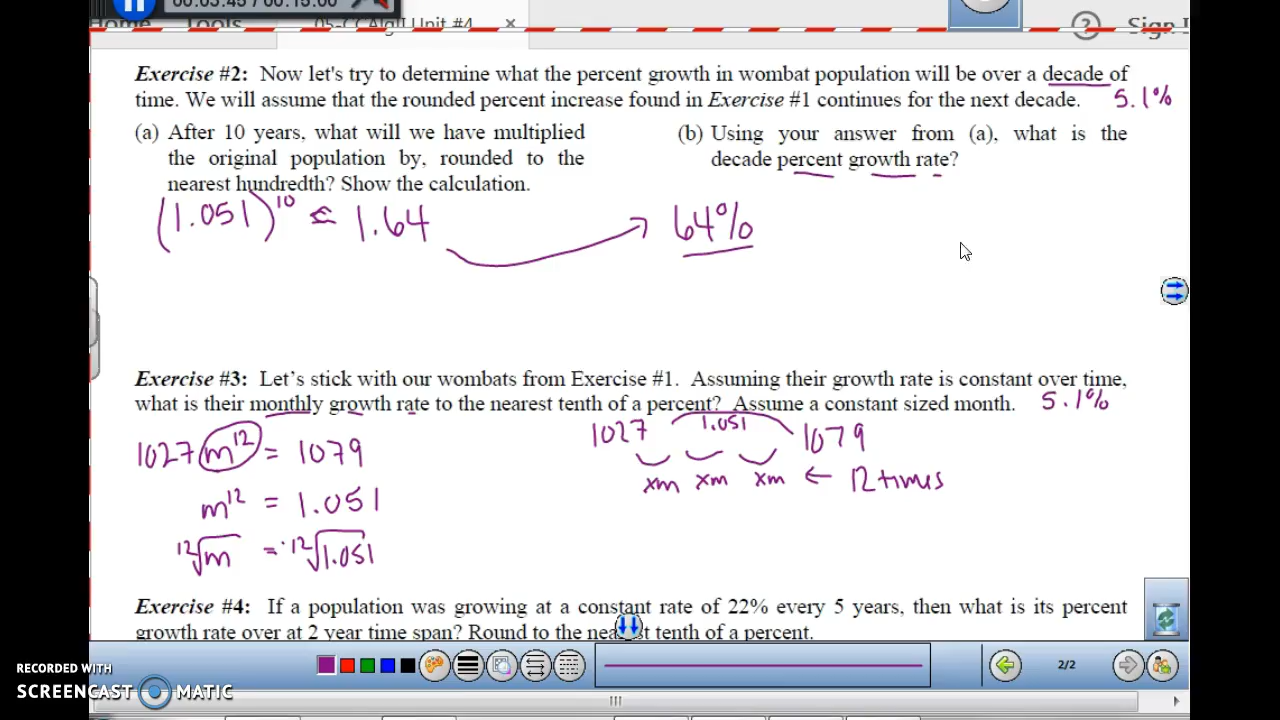 00:03:45 / 00:15:00
Home Tools 05-CCAlgII Unit #4 × ? Sign I
Exercise #2: Now let's try to determine what the percent growth in wombat population will be over a decade of
time. We will assume that the rounded percent increase found in Exercise #1 continues for the next decade. 5.1%
(a) After 10 years, what will we have multiplied
the original population by, rounded to the
nearest hundredth? Show the calculation.
(1.051)^10 = 1.64
(b) Using your answer from (a), what is the
decade percent growth rate?
64%
Exercise #3: Let's stick with our wombats from Exercise #1. Assuming their growth rate is constant over time,
what is their monthly growth rate to the nearest tenth of a percent? Assume a constant sized month. 5.1%
1027 m^12 = 1079
m^12 = 1.051
12√m = 12√1.051
1027 1.051 1079
xm xm xm ← 12 times
Exercise #4: If a population was growing at a constant rate of 22% every 5 years, then what is its percent
growth rate over at 2 year time span? Round to the nearest tenth of a percent.
2/2
RECORDED WITH
SCREENCAST MATIC